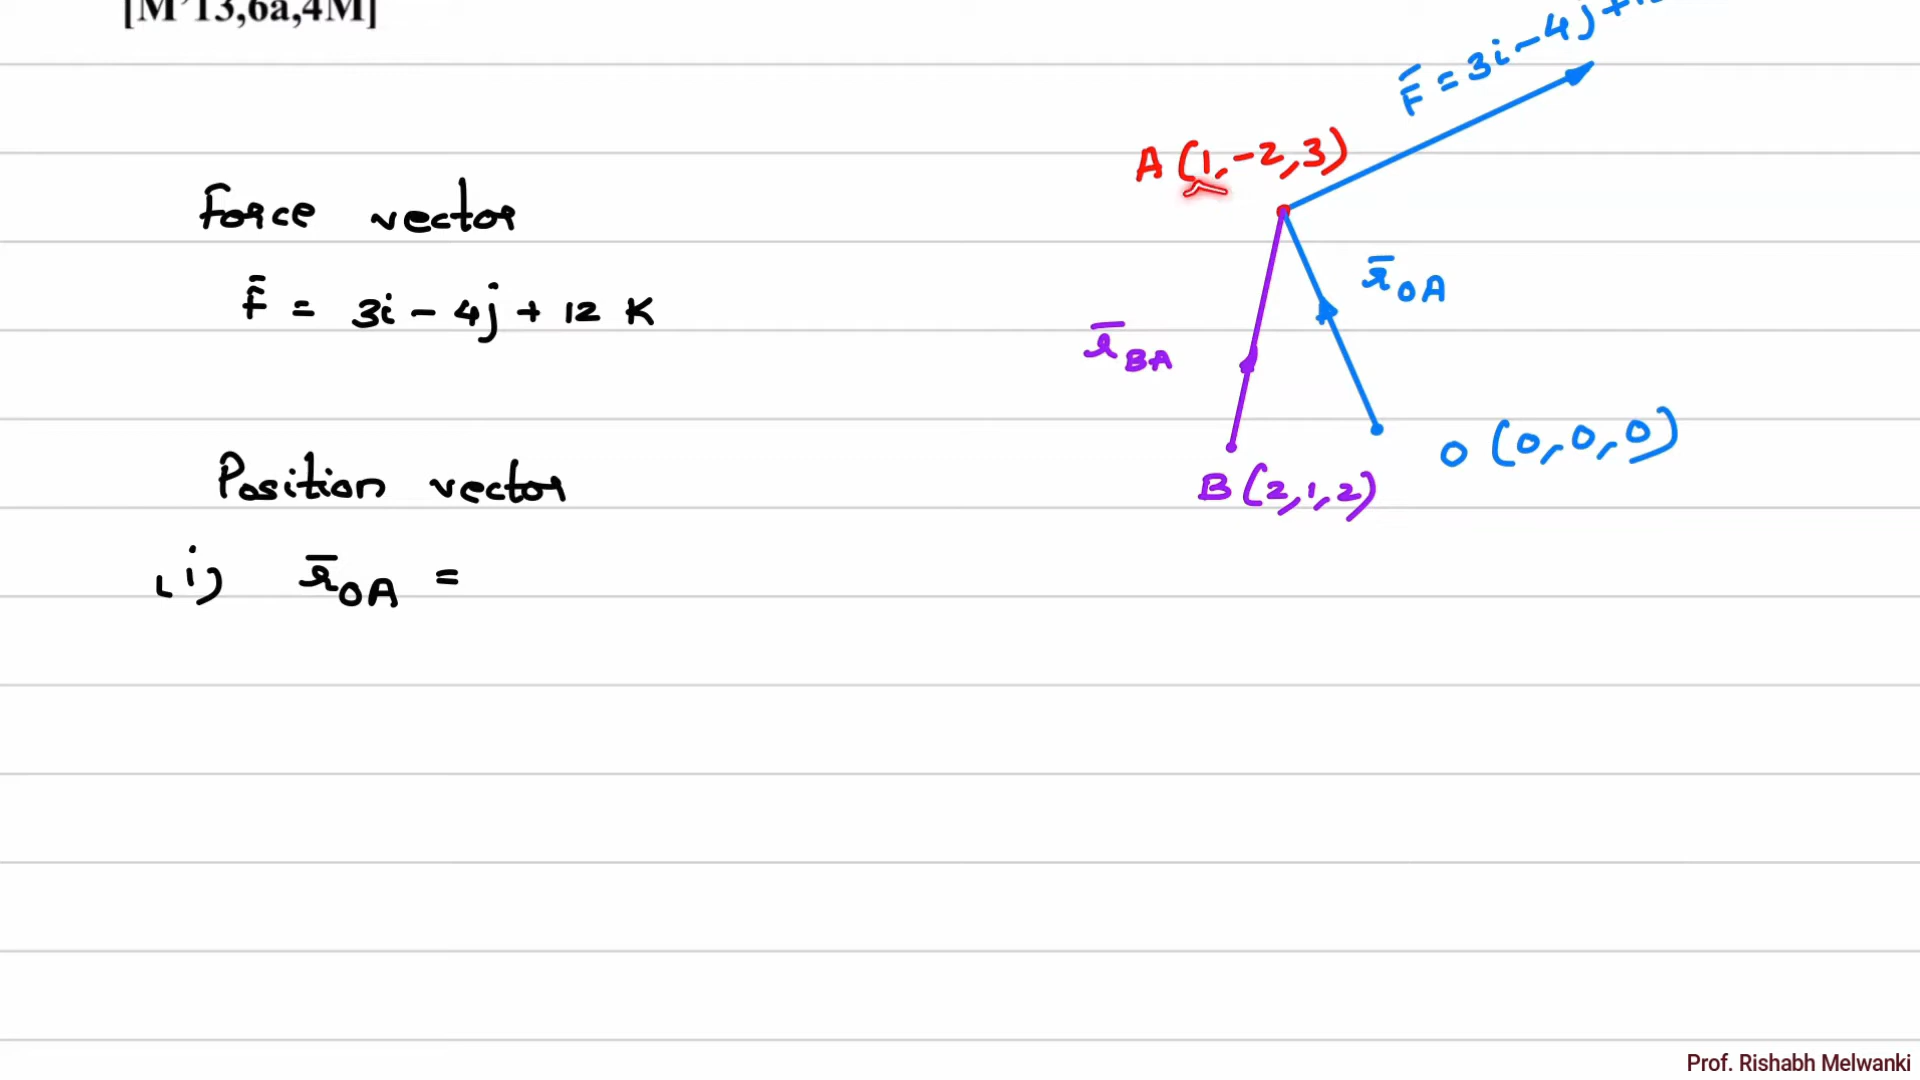 [M'13,6a,4M]
F̄ = 3i - 4j +
A (1, -2, 3)
Force vector
F̄ = 3i - 4j + 12 K
r̄ OA
r̄ BA
O (0, 0, 0)
B (2, 1, 2)
Position vector
(i) r̄ OA =
Prof. Rishabh Melwanki